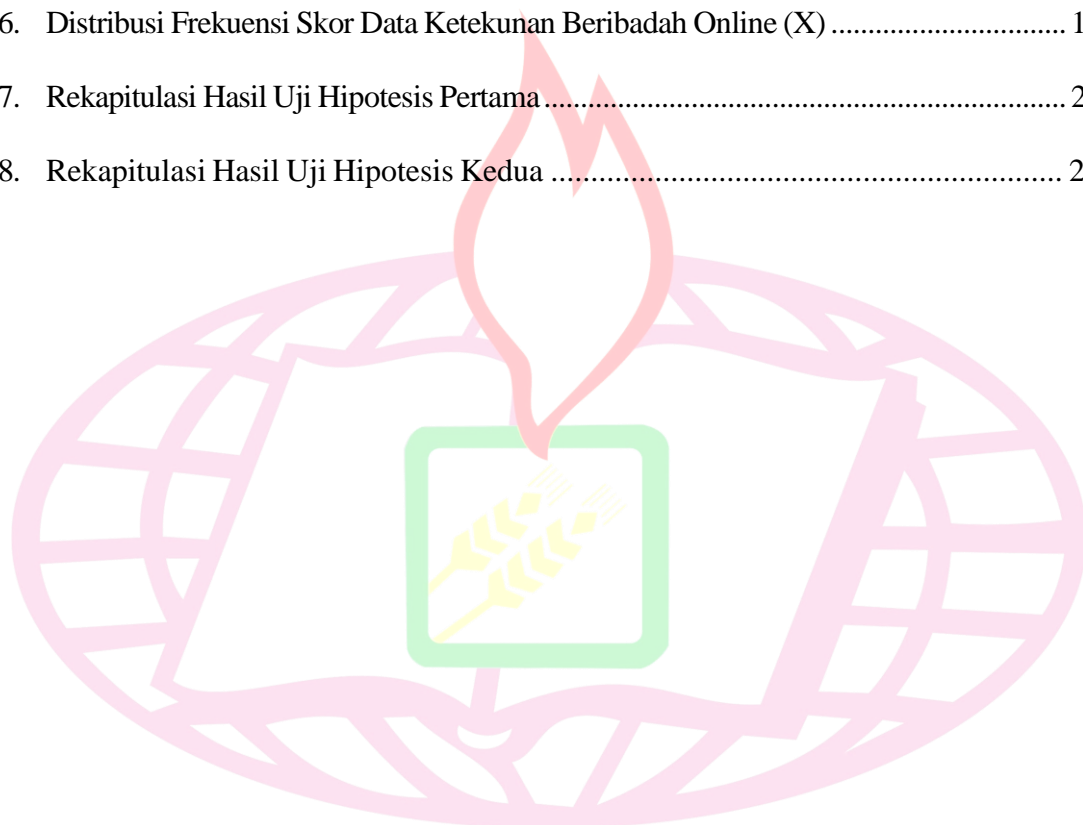 6. Distribusi Frekuensi Skor Data Ketekunan Beribadah Online (X) .............................. 1
7. Rekapitulasi Hasil Uji Hipotesis Pertama .................................................................... 2
8. Rekapitulasi Hasil Uji Hipotesis Kedua ........................................................... 2